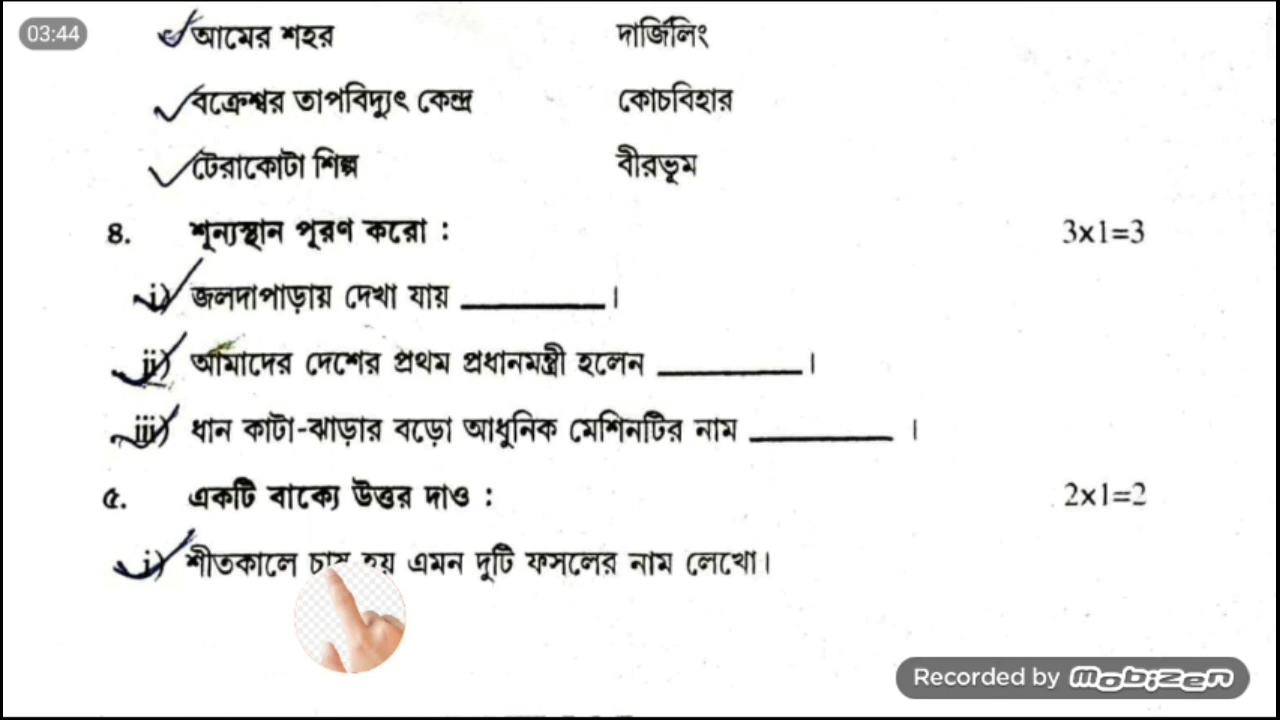 03:44
আমের শহর দার্জিলিং
বক্রেশ্বর তাপবিদ্যুৎ কেন্দ্র কোচবিহার
টেরাকোটা শিল্প বীরভূম
৪. শূন্যস্থান পূরণ করো : 3x1=3
i) জলদাপাড়ায় দেখা যায় ________।
ii) আমাদের দেশের প্রথম প্রধানমন্ত্রী হলেন ________।
iii) ধান কাটা-ঝাড়ার বড়ো আধুনিক মেশিনটির নাম ________ ।
৫. একটি বাক্যে উত্তর দাও : 2x1=2
i) শীতকালে চাষ হয় এমন দুটি ফসলের নাম লেখো।
Recorded by mobizen